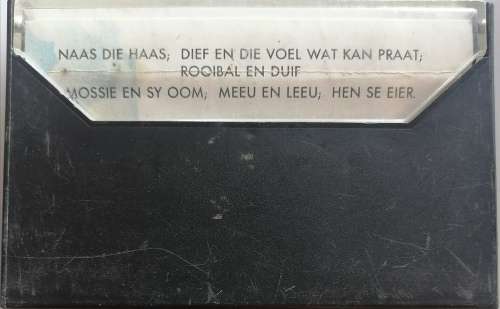 NAAS DIE HAAS; DIEF EN DIE VOEL WAT KAN PRAAT;
ROOIBAL EN DUIF
MOSSIE EN SY OOM; MEEU EN LEEU; HEN SE EIER.